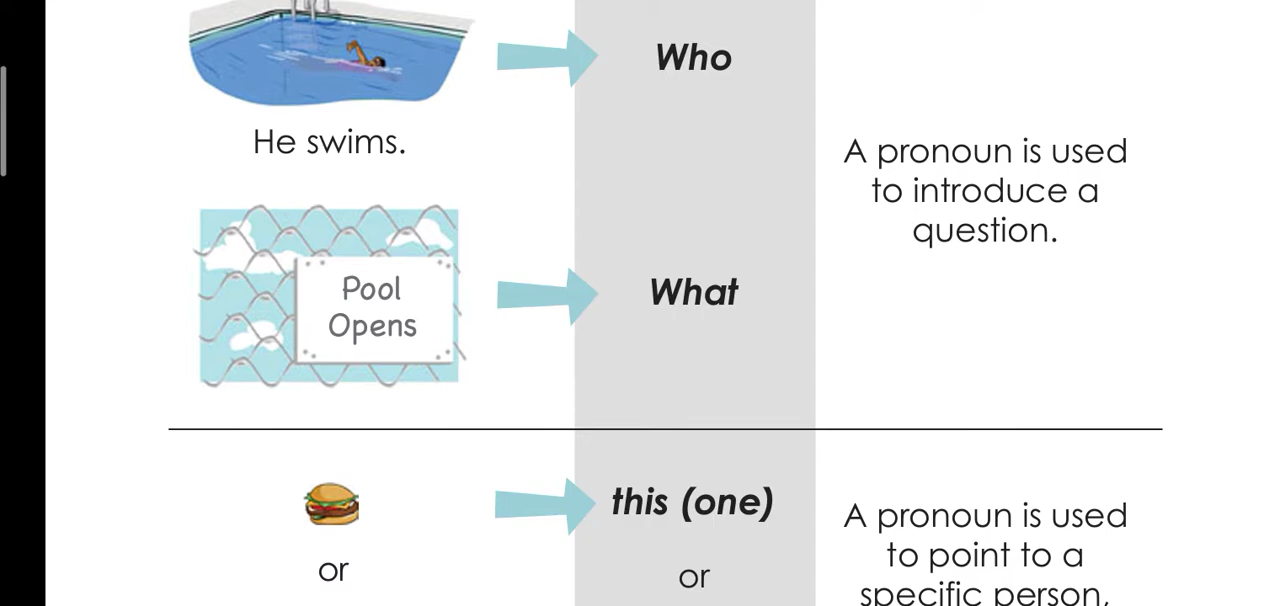 Who
He swims.
A pronoun is used
to introduce a
question.
Pool
Opens
What
this (one)
or
or
A pronoun is used
to point to a
specific person,